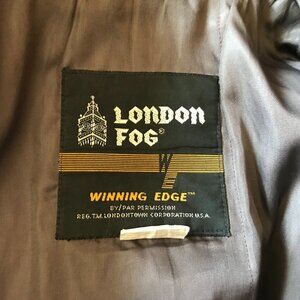 LONDON
FOG®
WINNING EDGE™
BY/PAR PERMISSION
REG. T.M. LONDONTOWN CORPORATION U.S.A.